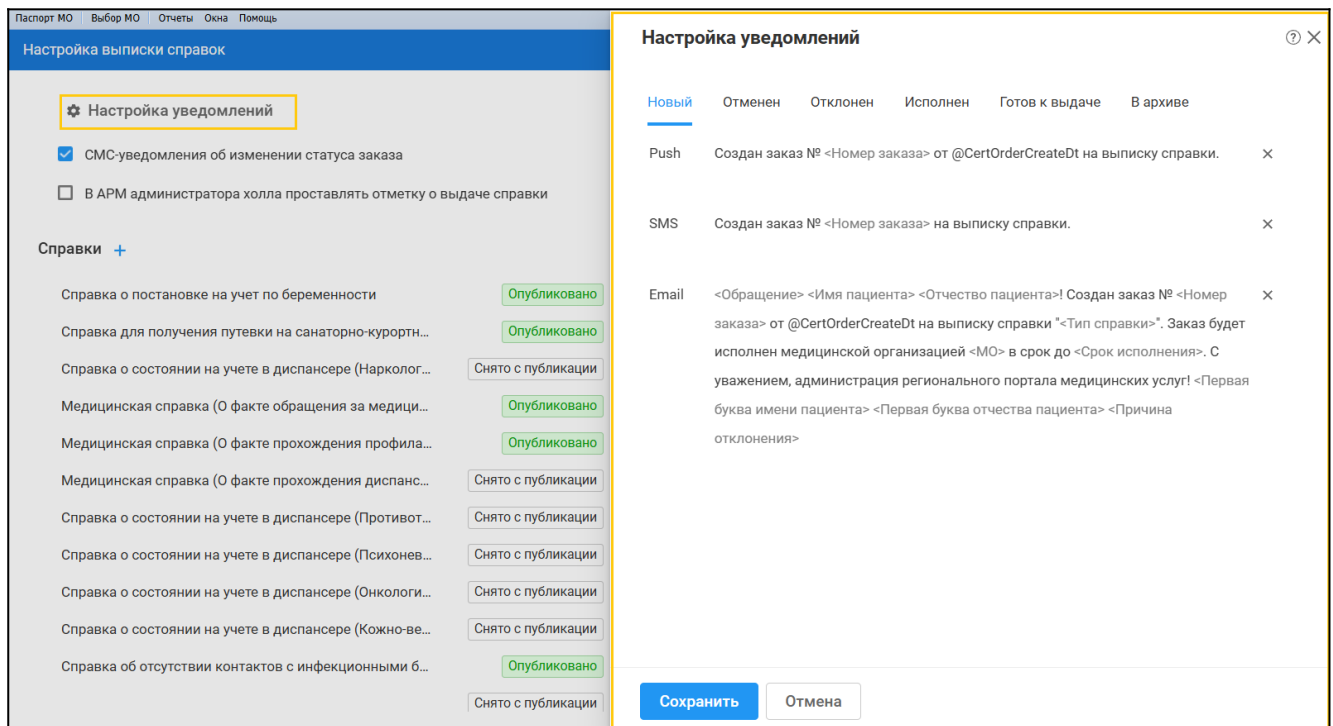 Паспорт МО Выбор МО Отчеты Окна Помощь
Настройка выписки справок
Настройка уведомлений
СМС-уведомления об изменении статуса заказа
В АРМ администратора холла проставлять отметку о выдаче справки
Справки +
Справка о постановке на учет по беременности Опубликовано
Справка для получения путевки на санаторно-курортн... Опубликовано
Справка о состоянии на учете в диспансере (Нарколог... Снято с публикации
Медицинская справка (О факте обращения за медици... Опубликовано
Медицинская справка (О факте прохождения профила... Опубликовано
Медицинская справка (О факте прохождения диспанс... Снято с публикации
Справка о состоянии на учете в диспансере (Противот... Снято с публикации
Справка о состоянии на учете в диспансере (Психонев... Снято с публикации
Справка о состоянии на учете в диспансере (Онкологи... Снято с публикации
Справка о состоянии на учете в диспансере (Кожно-ве... Снято с публикации
Справка об отсутствии контактов с инфекционными б... Опубликовано
Снято с публикации
Настройка уведомлений
Новый Отменен Отклонен Исполнен Готов к выдаче В архиве
Push Создан заказ № <Номер заказа> от @CertOrderCreateDt на выписку справки.
SMS Создан заказ № <Номер заказа> на выписку справки.
Email <Обращение> <Имя пациента> <Отчество пациента>! Создан заказ № <Номер
заказа> от @CertOrderCreateDt на выписку справки "<Тип справки>". Заказ будет
исполнен медицинской организацией <МО> в срок до <Срок исполнения>. С
уважением, администрация регионального портала медицинских услуг! <Первая
буква имени пациента> <Первая буква отчества пациента> <Причина
отклонения>
Сохранить Отмена